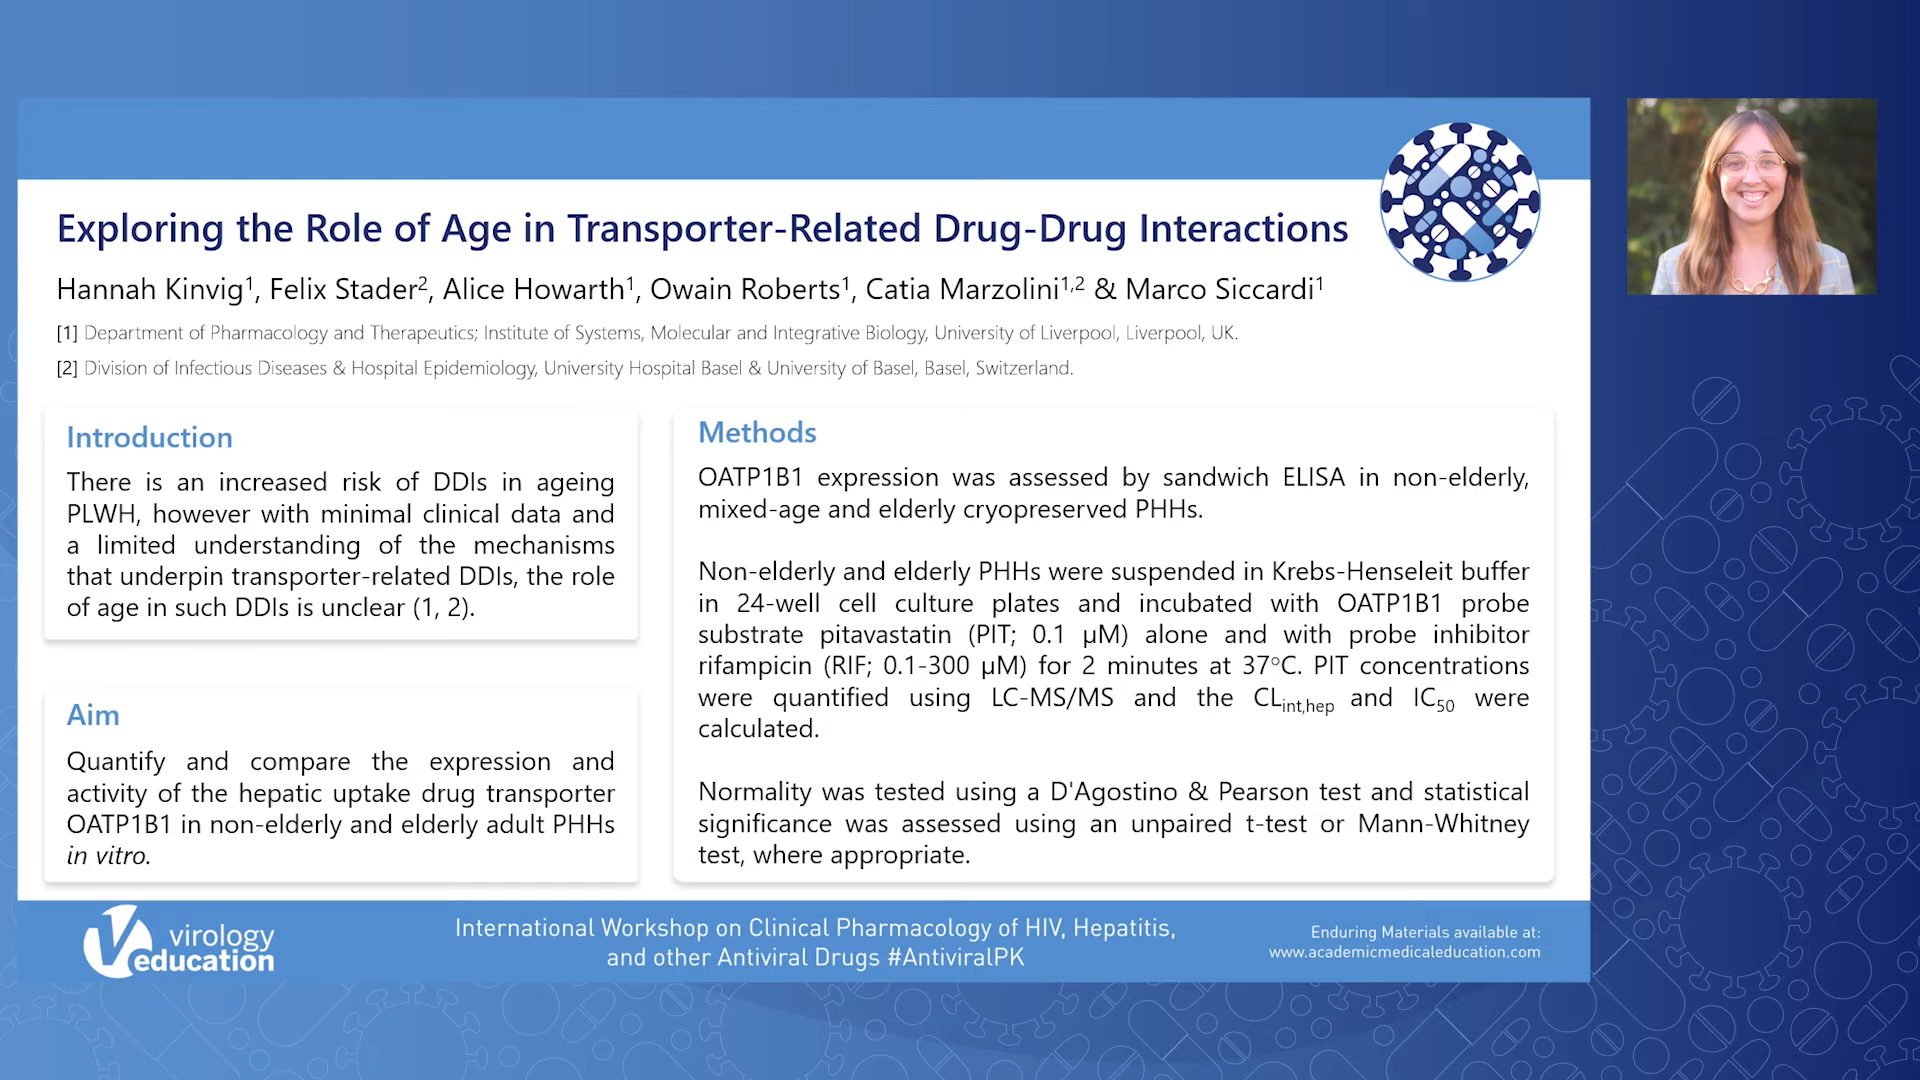 Exploring the Role of Age in Transporter-Related Drug-Drug Interactions
Hannah Kinvig¹, Felix Stader², Alice Howarth¹, Owain Roberts¹, Catia Marzolini¹,² & Marco Siccardi¹
[1] Department of Pharmacology and Therapeutics; Institute of Systems, Molecular and Integrative Biology, University of Liverpool, Liverpool, UK.
[2] Division of Infectious Diseases & Hospital Epidemiology, University Hospital Basel & University of Basel, Basel, Switzerland.
Introduction
There is an increased risk of DDIs in ageing
PLWH, however with minimal clinical data and
a limited understanding of the mechanisms
that underpin transporter-related DDIs, the role
of age in such DDIs is unclear (1, 2).
Aim
Quantify and compare the expression and
activity of the hepatic uptake drug transporter
OATP1B1 in non-elderly and elderly adult PHHs
in vitro.
Methods
OATP1B1 expression was assessed by sandwich ELISA in non-elderly,
mixed-age and elderly cryopreserved PHHs.
Non-elderly and elderly PHHs were suspended in Krebs-Henseleit buffer
in 24-well cell culture plates and incubated with OATP1B1 probe
substrate pitavastatin (PIT; 0.1 µM) alone and with probe inhibitor
rifampicin (RIF; 0.1-300 µM) for 2 minutes at 37°C. PIT concentrations
were quantified using LC-MS/MS and the CLint,hep and IC50 were
calculated.
Normality was tested using a D'Agostino & Pearson test and statistical
significance was assessed using an unpaired t-test or Mann-Whitney
test, where appropriate.
virology
education
International Workshop on Clinical Pharmacology of HIV, Hepatitis,
and other Antiviral Drugs #AntiviralPK
Enduring Materials available at:
www.academicmedicaleducation.com